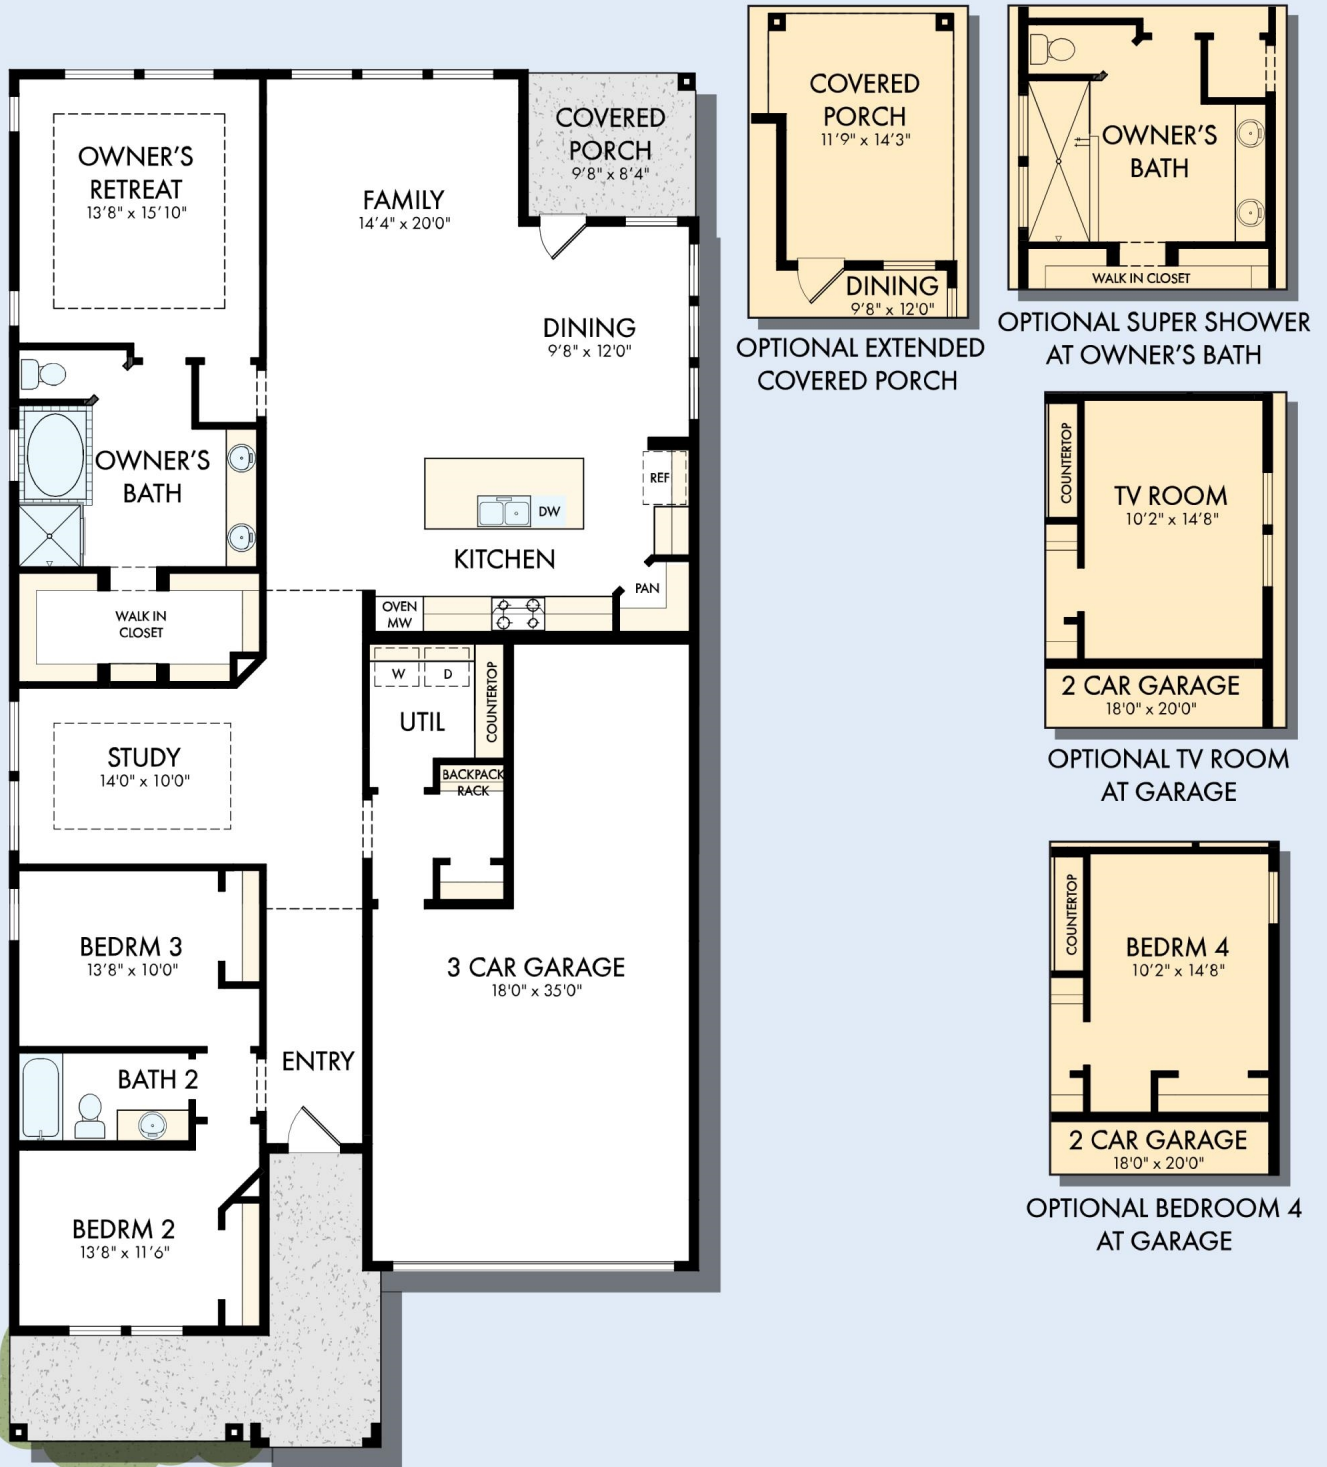 OWNER'S
RETREAT
13'8" x 15'10"
FAMILY
14'4" x 20'0"
COVERED
PORCH
9'8" x 8'4"
DINING
9'8" x 12'0"
OWNER'S
BATH
REF
DW
KITCHEN
PAN
OVEN
MW
WALK IN
CLOSET
W
D
COUNTERTOP
UTIL
STUDY
14'0" x 10'0"
BACKPACK
RACK
BEDRM 3
13'8" x 10'0"
3 CAR GARAGE
18'0" x 35'0"
ENTRY
BATH 2
BEDRM 2
13'8" x 11'6"
COVERED
PORCH
11'9" x 14'3"
DINING
9'8" x 12'0"
OPTIONAL EXTENDED
COVERED PORCH
OWNER'S
BATH
WALK IN CLOSET
OPTIONAL SUPER SHOWER
AT OWNER'S BATH
COUNTERTOP
TV ROOM
10'2" x 14'8"
2 CAR GARAGE
18'0" x 20'0"
OPTIONAL TV ROOM
AT GARAGE
COUNTERTOP
BEDRM 4
10'2" x 14'8"
2 CAR GARAGE
18'0" x 20'0"
OPTIONAL BEDROOM 4
AT GARAGE